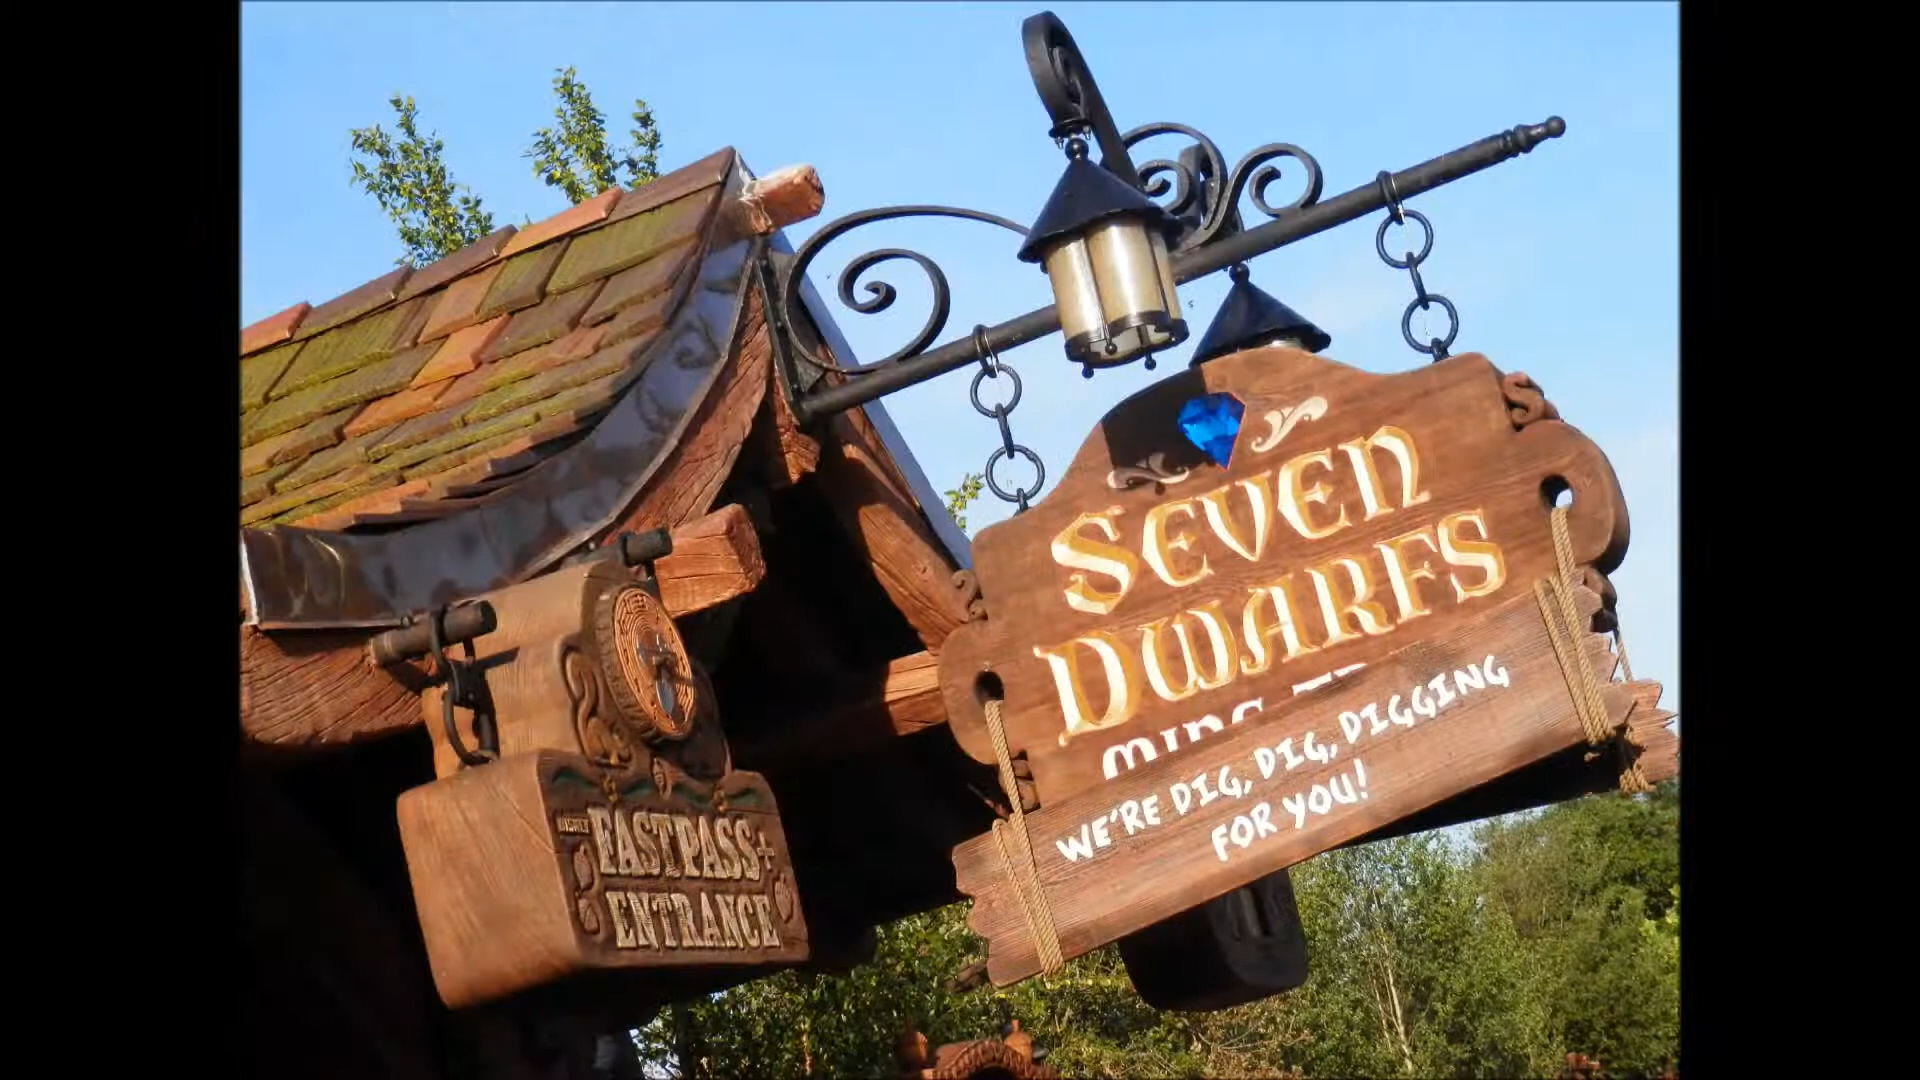 SEVEN
DWARFS
WE'RE DIG, DIG, DIGGING
FOR YOU!
FASTPASS+
ENTRANCE